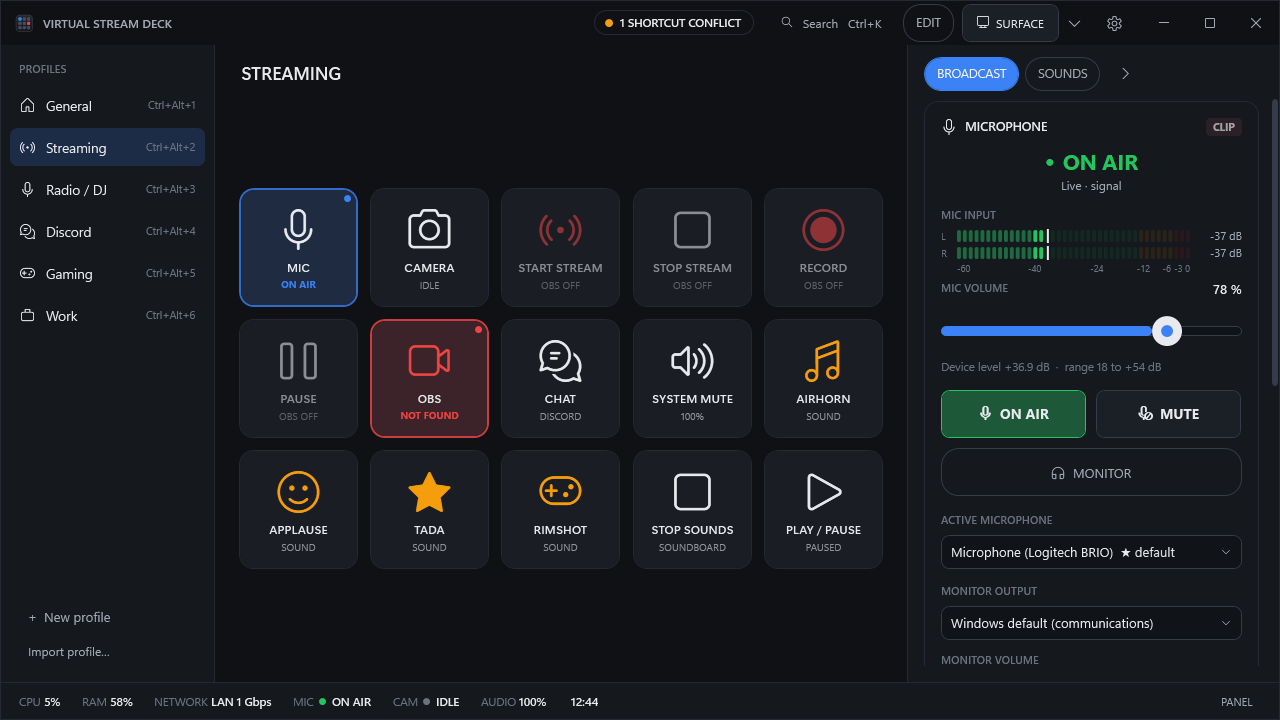 VIRTUAL STREAM DECK
1 SHORTCUT CONFLICT
Search Ctrl+K
EDIT
SURFACE
PROFILES
General Ctrl+Alt+1
Streaming Ctrl+Alt+2
Radio / DJ Ctrl+Alt+3
Discord Ctrl+Alt+4
Gaming Ctrl+Alt+5
Work Ctrl+Alt+6
+ New profile
Import profile...
STREAMING
MIC
ON AIR
CAMERA
IDLE
START STREAM
OBS OFF
STOP STREAM
OBS OFF
RECORD
OBS OFF
PAUSE
OBS OFF
OBS
NOT FOUND
CHAT
DISCORD
SYSTEM MUTE
100%
AIRHORN
SOUND
APPLAUSE
SOUND
TADA
SOUND
RIMSHOT
SOUND
STOP SOUNDS
SOUNDBOARD
PLAY / PAUSE
PAUSED
BROADCAST
SOUNDS
MICROPHONE
CLIP
ON AIR
Live · signal
MIC INPUT
L -37 dB
R -37 dB
-60 -40 -24 -12 -6 -3 0
MIC VOLUME 78 %
Device level +36.9 dB · range 18 to +54 dB
ON AIR
MUTE
MONITOR
ACTIVE MICROPHONE
Microphone (Logitech BRIO) ★ default
MONITOR OUTPUT
Windows default (communications)
MONITOR VOLUME
CPU 5% RAM 58% NETWORK LAN 1 Gbps MIC ON AIR CAM IDLE AUDIO 100% 12:44
PANEL